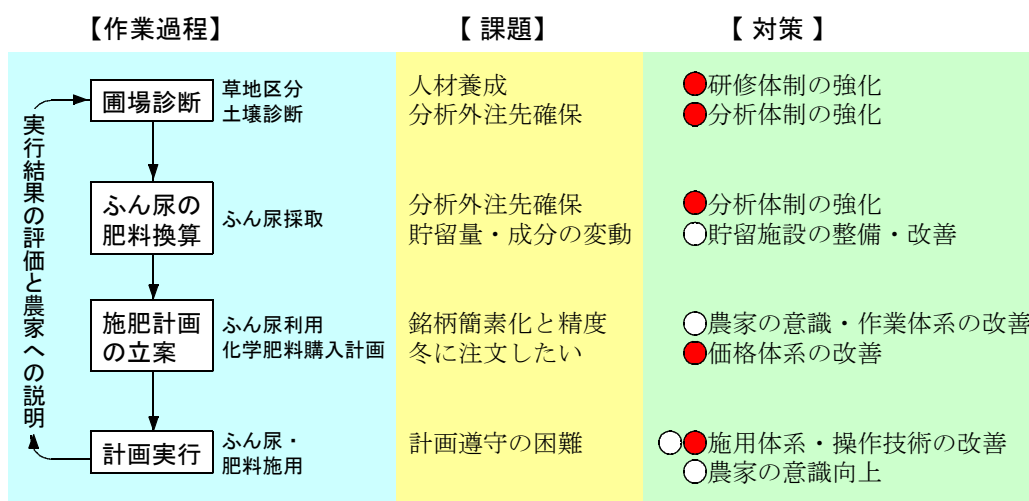 【作業過程】
【 課題】
【 対策 】
圃場診断
草地区分
土壌診断
人材養成
分析外注先確保
●研修体制の強化
●分析体制の強化
ふん尿の
肥料換算
ふん尿採取
分析外注先確保
貯留量・成分の変動
●分析体制の強化
○貯留施設の整備・改善
施肥計画
の立案
ふん尿利用
化学肥料購入計画
銘柄簡素化と精度
冬に注文したい
○農家の意識・作業体系の改善
●価格体系の改善
計画実行
ふん尿・
肥料施用
計画遵守の困難
○●施用体系・操作技術の改善
○農家の意識向上
実行結果の評価と農家への説明